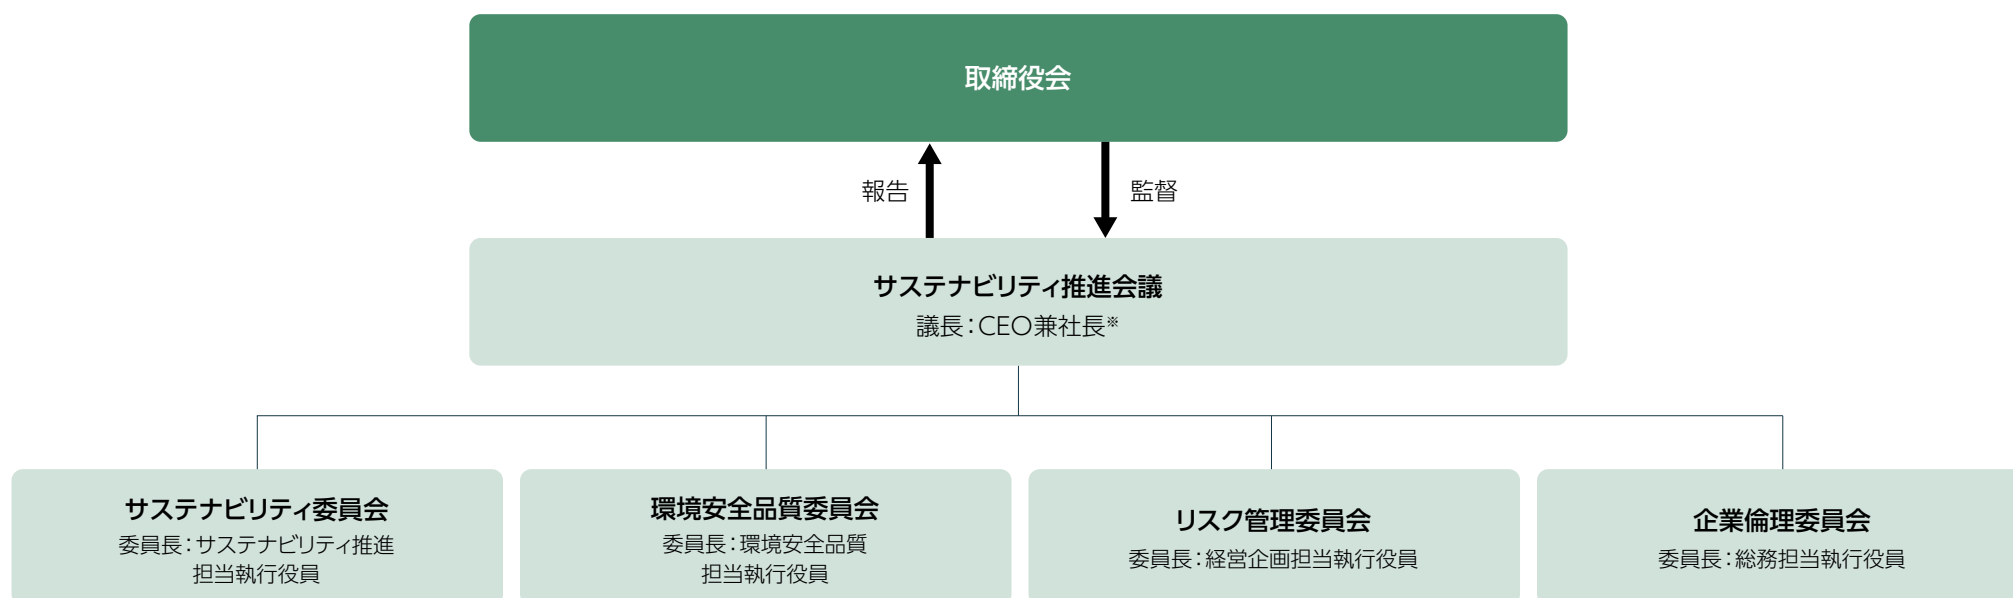 取締役会
報告
監督
サステナビリティ推進会議
議長：CEO兼社長※
サステナビリティ委員会
委員長：サステナビリティ推進
担当執行役員
環境安全品質委員会
委員長：環境安全品質
担当執行役員
リスク管理委員会
委員長：経営企画担当執行役員
企業倫理委員会
委員長：総務担当執行役員